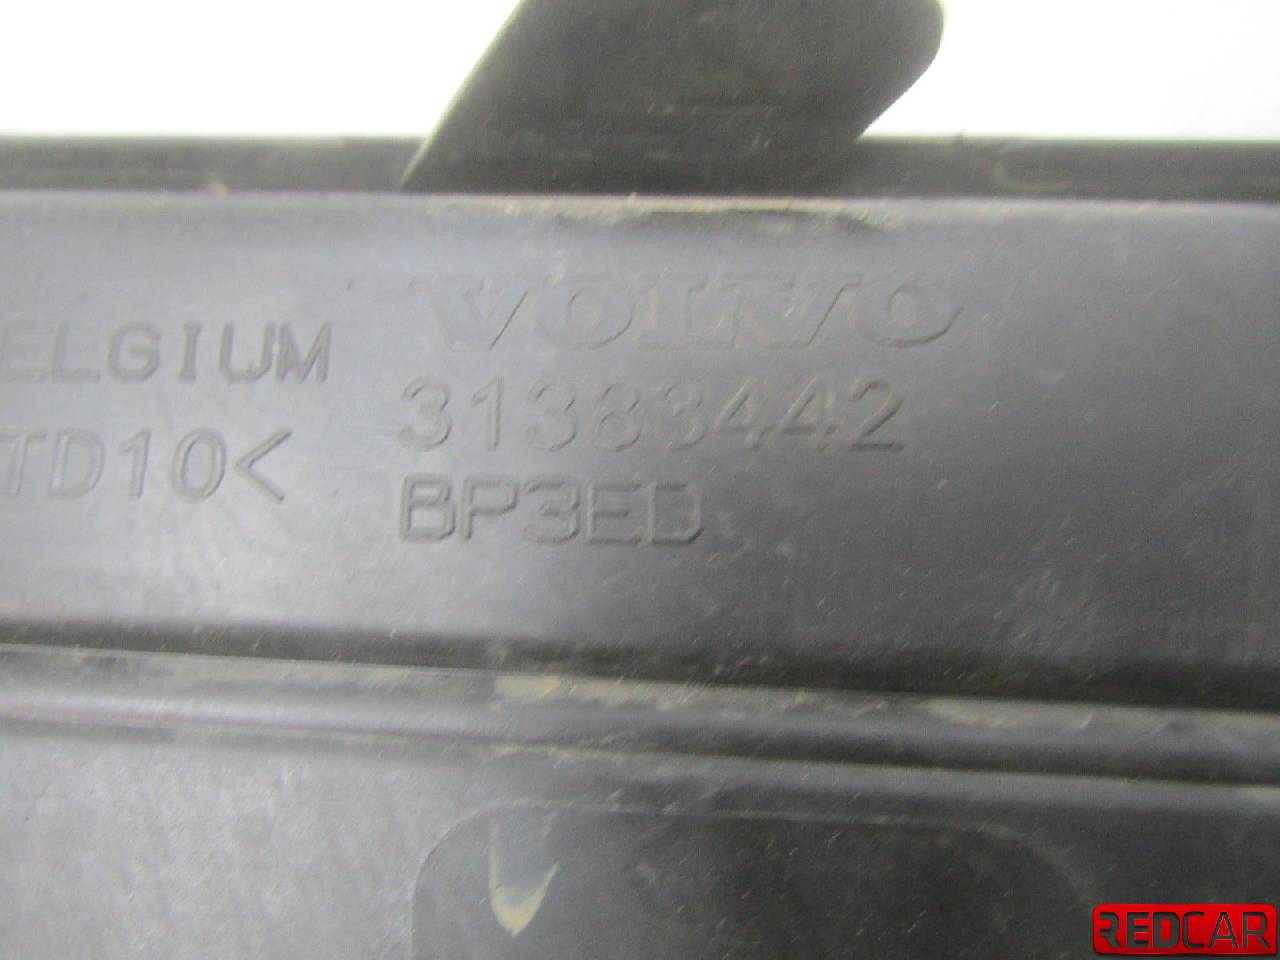 VOLVO
ELGIUM
31383442
TD10<
BP3ED
REDCAR